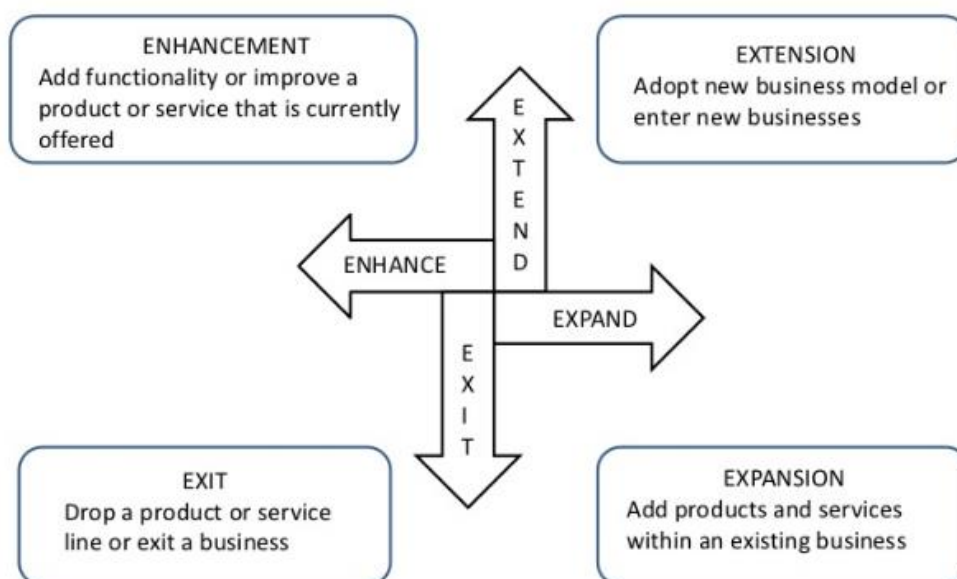 ENHANCEMENT
Add functionality or improve a
product or service that is currently
offered
EXTENSION
Adopt new business model or
enter new businesses
EXTEND
ENHANCE
EXPAND
EXIT
EXIT
Drop a product or service
line or exit a business
EXPANSION
Add products and services
within an existing business